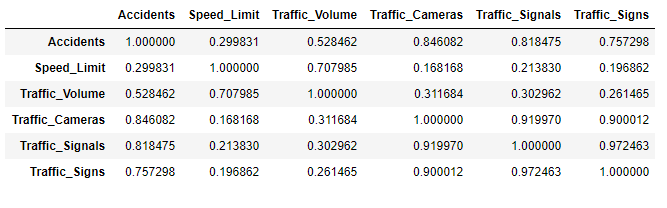 Accidents Speed_Limit Traffic_Volume Traffic_Cameras Traffic_Signals Traffic_Signs
Accidents 1.000000 0.299831 0.528462 0.846082 0.818475 0.757298
Speed_Limit 0.299831 1.000000 0.707985 0.168168 0.213830 0.196862
Traffic_Volume 0.528462 0.707985 1.000000 0.311684 0.302962 0.261465
Traffic_Cameras 0.846082 0.168168 0.311684 1.000000 0.919970 0.900012
Traffic_Signals 0.818475 0.213830 0.302962 0.919970 1.000000 0.972463
Traffic_Signs 0.757298 0.196862 0.261465 0.900012 0.972463 1.000000